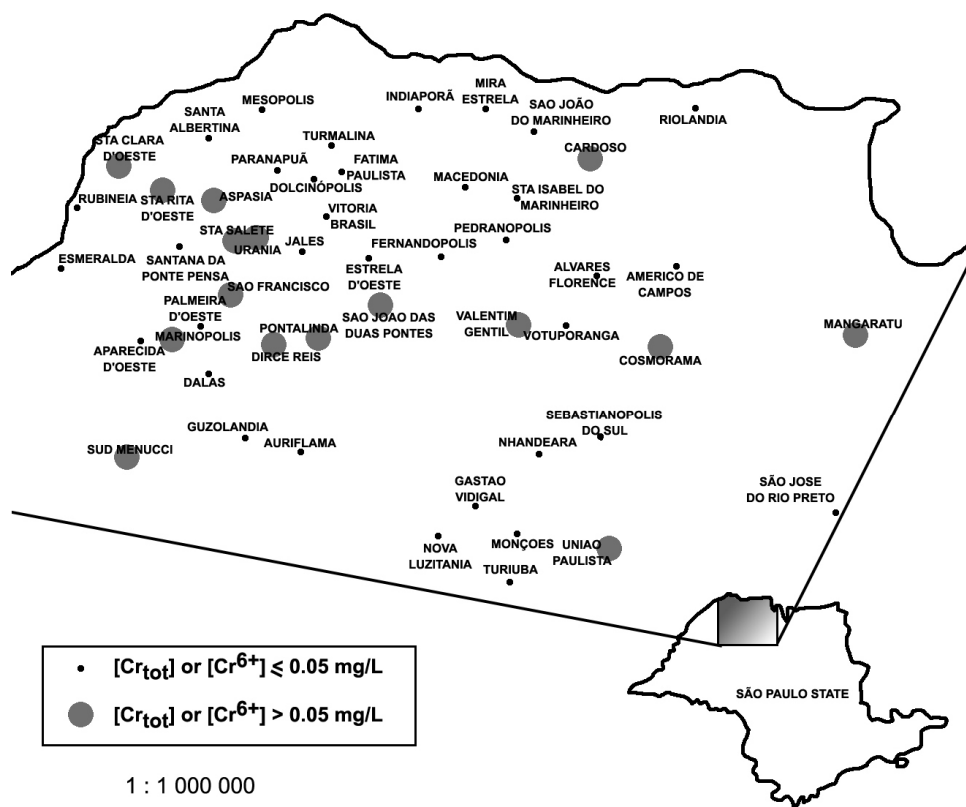 MESOPOLIS
INDIAPORÃ
MIRA
ESTRELA
SAO JOÃO
DO MARINHEIRO
RIOLANDIA
SANTA
ALBERTINA
STA CLARA
D'OESTE
TURMALINA
CARDOSO
PARANAPUÃ
FATIMA
PAULISTA
DOLCINÓPOLIS
MACEDONIA
STA ISABEL DO
MARINHEIRO
RUBINEIA
STA RITA
D'OESTE
ASPASIA
VITORIA
BRASIL
STA SALETE
URANIA
JALES
FERNANDOPOLIS
PEDRANOPOLIS
ESMERALDA
SANTANA DA
PONTE PENSA
ESTRELA
D'OESTE
ALVARES
FLORENCE
AMERICO DE
CAMPOS
SAO FRANCISCO
PALMEIRA
D'OESTE
MARINÓPOLIS
PONTALINDA
DIRCE REIS
SAO JOAO DAS
DUAS PONTES
VALENTIM
GENTIL
VOTUPORANGA
MANGARATU
COSMORAMA
APARECIDA
D'OESTE
DALAS
GUZOLANDIA
AURIFLAMA
SEBASTIANOPOLIS
DO SUL
NHANDEARA
SUD MENUCCI
GASTAO
VIDIGAL
SÃO JOSE
DO RIO PRETO
NOVA
LUZITANIA
MONÇOES
TURIUBA
UNIAO
PAULISTA
[Crtot] or [Cr6+] ⩽ 0.05 mg/L
[Crtot] or [Cr6+] > 0.05 mg/L
SÃO PAULO STATE
1 : 1 000 000